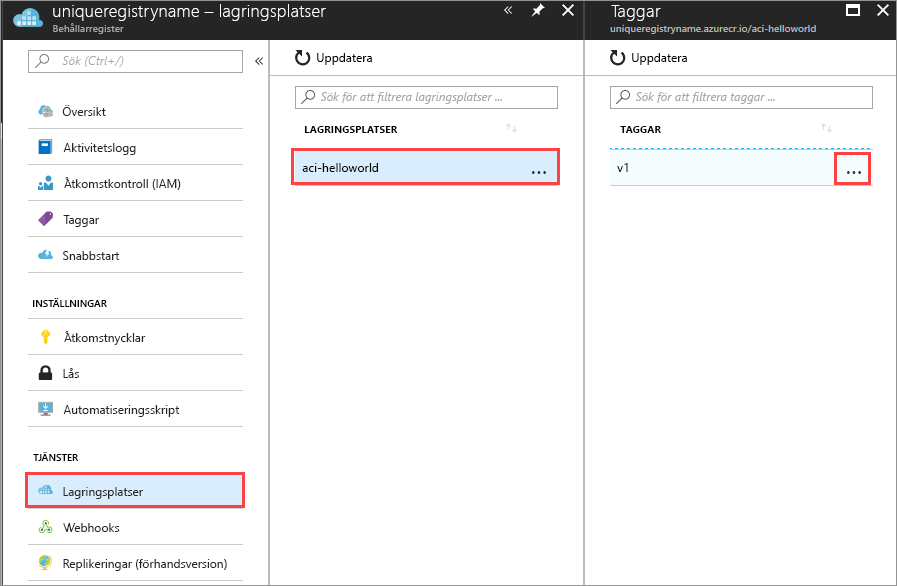 uniqueregistryname – lagringsplatser
Behållarregister
Sök (Ctrl+/)
Översikt
Aktivitetslogg
Åtkomstkontroll (IAM)
Taggar
Snabbstart
INSTÄLLNINGAR
Åtkomstnycklar
Lås
Automatiseringsskript
TJÄNSTER
Lagringsplatser
Webhooks
Replikeringar (förhandsversion)
Uppdatera
Sök för att filtrera lagringsplatser ...
LAGRINGSPLATSER
aci-helloworld
...
Taggar
uniqueregistryname.azurecr.io/aci-helloworld
Uppdatera
Sök för att filtrera taggar ...
TAGGAR
v1
...